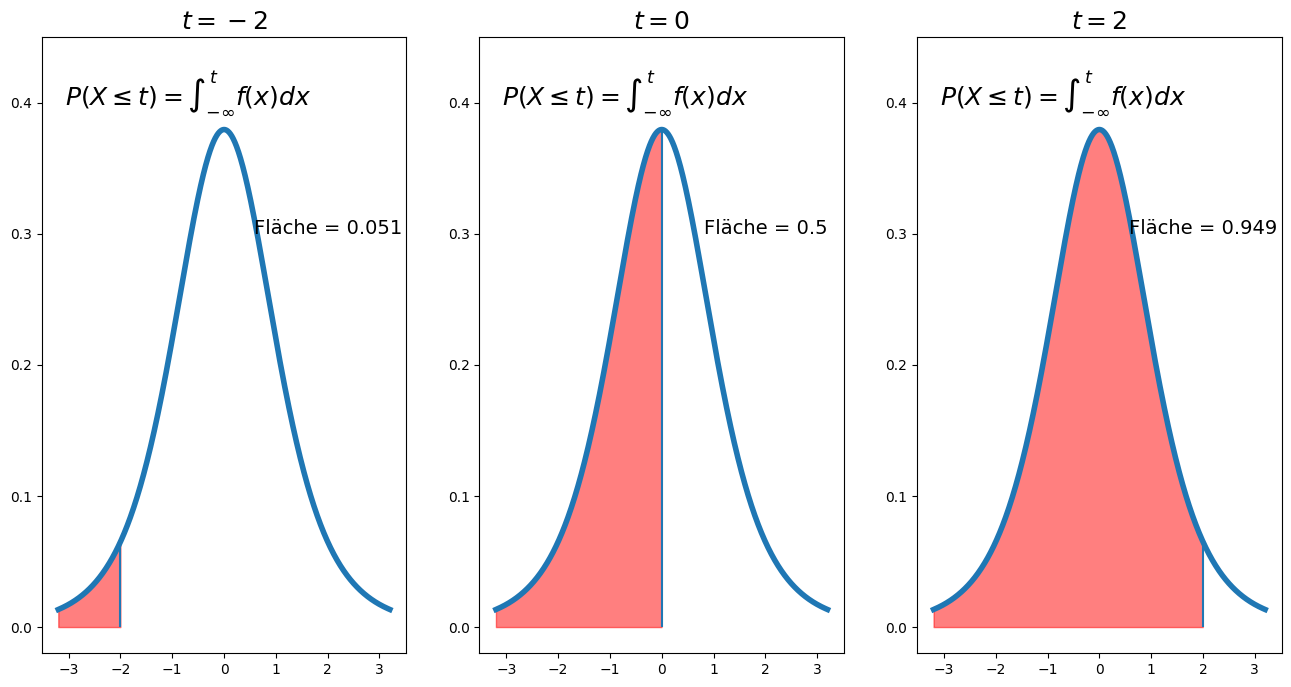 t = −2
P(X ≤ t) = ∫_{−∞}^{t} f(x)dx
Fläche = 0.051
0.4
0.3
0.2
0.1
0.0
−3 −2 −1 0 1 2 3
t = 0
P(X ≤ t) = ∫_{−∞}^{t} f(x)dx
Fläche = 0.5
0.4
0.3
0.2
0.1
0.0
−3 −2 −1 0 1 2 3
t = 2
P(X ≤ t) = ∫_{−∞}^{t} f(x)dx
Fläche = 0.949
0.4
0.3
0.2
0.1
0.0
−3 −2 −1 0 1 2 3